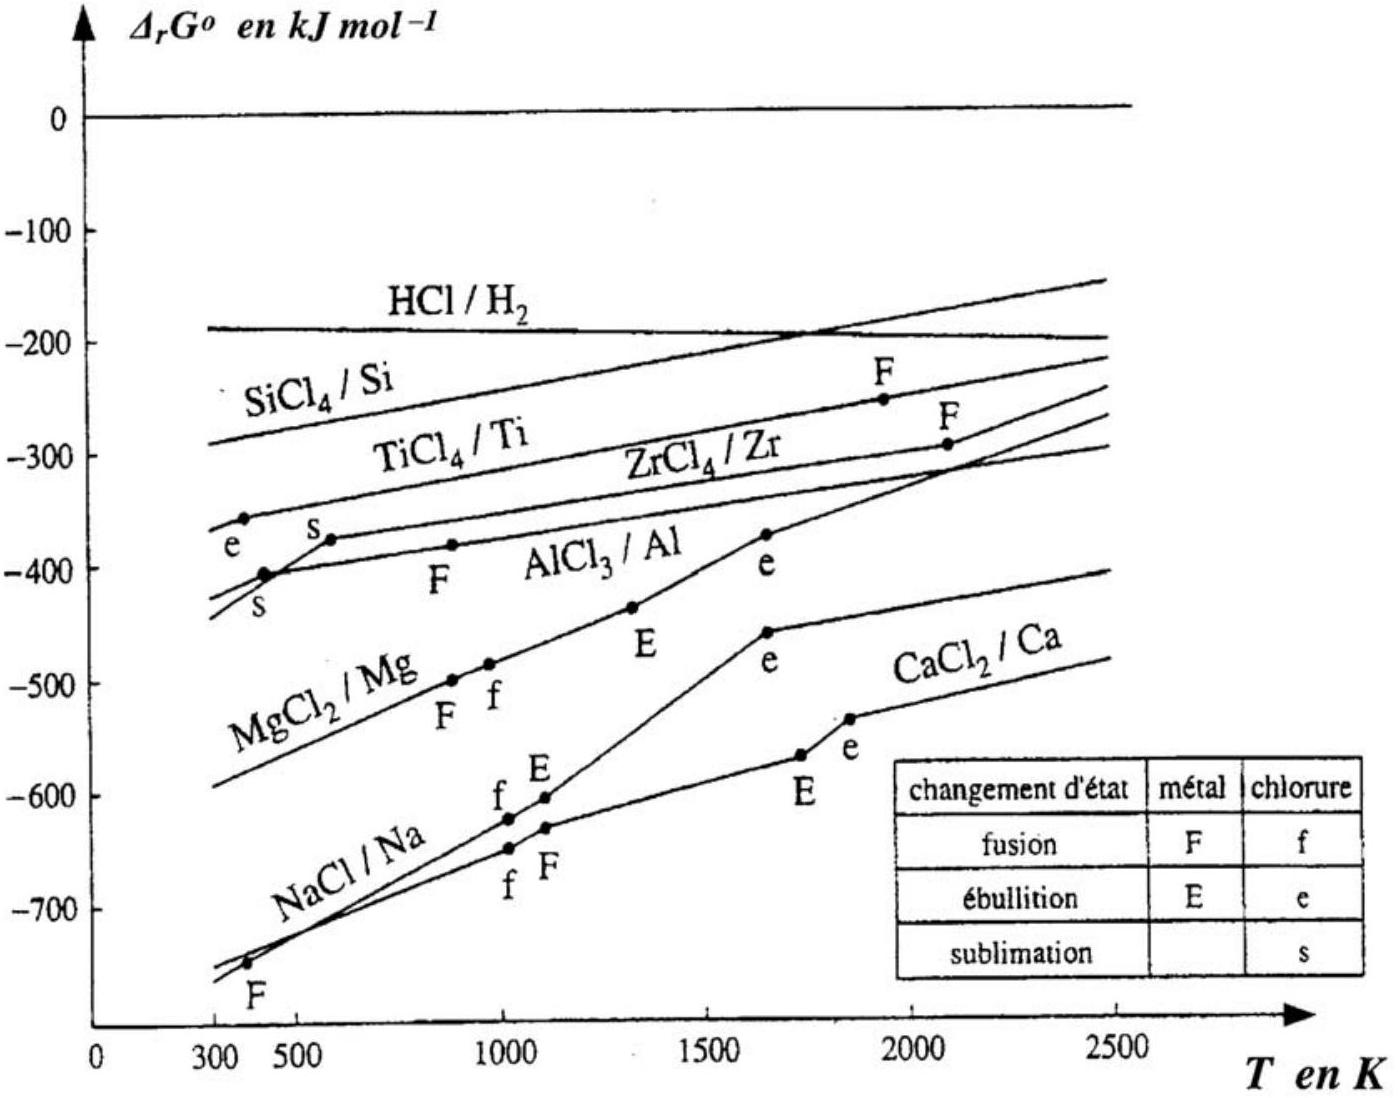 ΔrG° en kJ mol⁻¹
0
−100
HCl / H₂
−200
SiCl₄ / Si
F
TiCl₄ / Ti
F
−300
ZrCl₄ / Zr
s
e
−400
AlCl₃ / Al
F
e
s
E
−500
MgCl₂ / Mg
F
f
e
CaCl₂ / Ca
e
E
−600
f
E
f
F
−700
NaCl / Na
F
changement d'état métal chlorure
fusion F f
ébullition E e
sublimation s
0 300 500 1000 1500 2000 2500
T en K